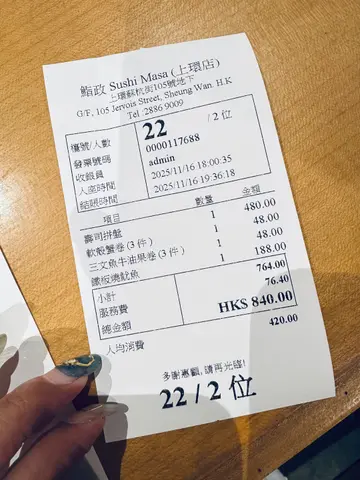 鮨政 Sushi Masa (上環店)
上環蘇杭街105號地下
G/F, 105 Jervois Street, Sheung Wan, H.K
Tel :2886 9009
檯號/人數 22 / 2 位
發票號碼 0000117688
收銀員 admin
入座時間 2025/11/16 18:00:35
結賬時間 2025/11/16 19:36:18
項目 數量 金額
壽司拼盤 1 480.00
軟殼蟹卷 (3 件) 1 48.00
三文魚牛油果卷 (3 件) 1 48.00
鐵板燒魷魚 1 188.00
小計 764.00
服務費 76.40
總金額 HK$ 840.00
人均消費 420.00
多謝惠顧,請再光臨!
22 / 2 位